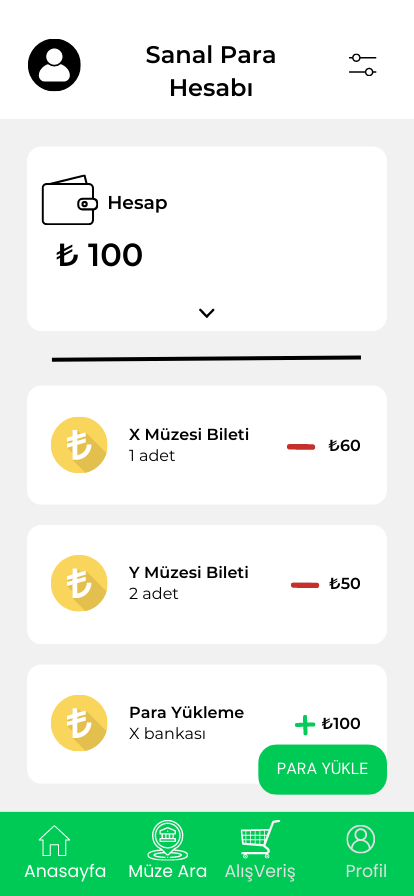 Sanal Para
Hesabı
Hesap
₺ 100
X Müzesi Bileti
1 adet
₺60
Y Müzesi Bileti
2 adet
₺50
Para Yükleme
X bankası
₺100
PARA YÜKLE
Anasayfa Müze Ara AlışVeriş Profil